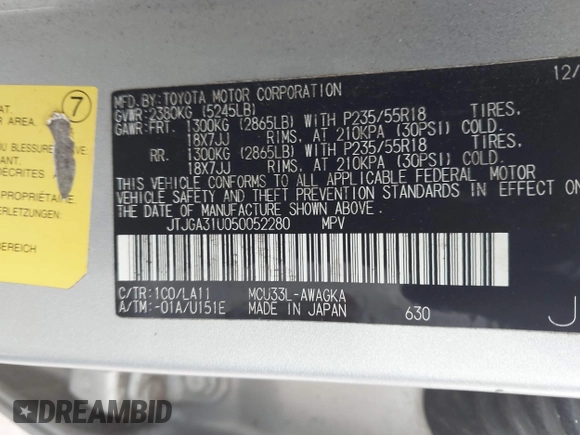 7
AT.
AREA.
BLESSURE
DÉCRITES
PROPRIÉTAIRE.
VERLETZUNGEN
BEREICH
12/
MFD.BY:TOYOTA MOTOR CORPORATION
GVWR:2380KG (5245LB)
GAWR:FRT. 1300KG (2865LB) WITH P235/55R18 TIRES,
18X7JJ RIMS, AT 210KPA (30PSI) COLD.
RR. 1300KG (2865LB) WITH P235/55R18 TIRES,
18X7JJ RIMS, AT 210KPA (30PSI) COLD.
THIS VEHICLE CONFORMS TO ALL APPLICABLE FEDERAL MOTOR
VEHICLE SAFETY AND THEFT PREVENTION STANDARDS IN EFFECT ON
THE DATE OF MANUFACTURE SHOWN ABOVE.
JTJGA31U050052280 MPV
C/TR:1C0/LA11 MCU33L-AWAGKA
A/TM:-01A/U151E MADE IN JAPAN 630
J
DREAMBID